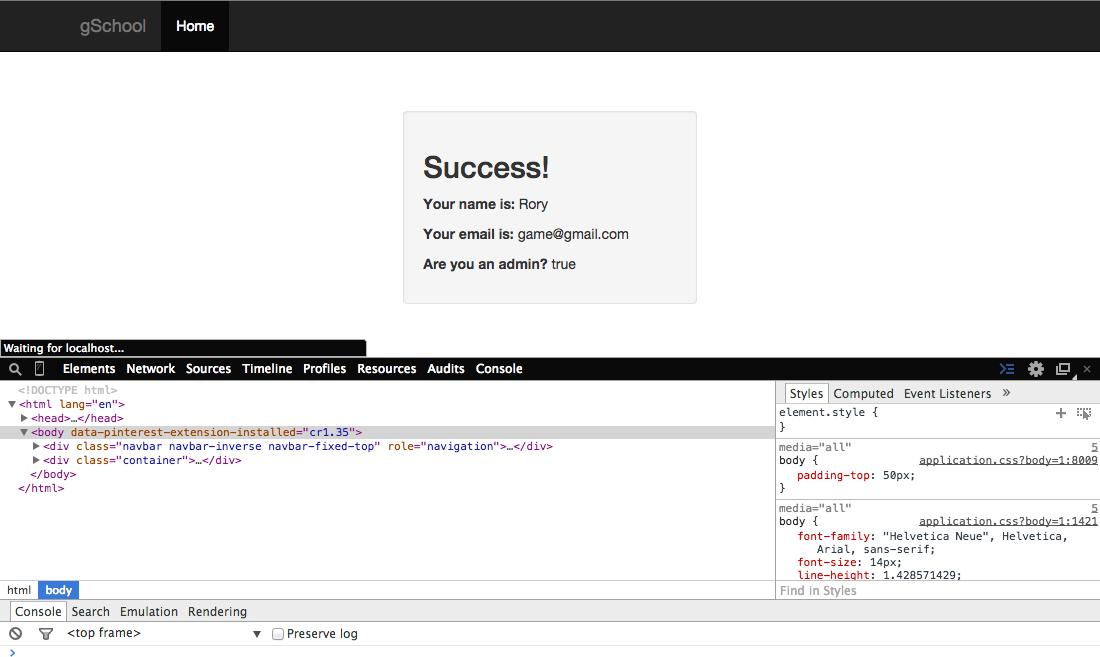 gSchool Home
Success!
Your name is: Rory
Your email is: game@gmail.com
Are you an admin? true
Waiting for localhost...
Elements Network Sources Timeline Profiles Resources Audits Console
<!DOCTYPE html>
<html lang="en">
<head>…</head>
<body data-pinterest-extension-installed="cr1.35">
<div class="navbar navbar-inverse navbar-fixed-top" role="navigation">…</div>
<div class="container">…</div>
</body>
</html>
Styles Computed Event Listeners »
element.style {
}
media="all" 5
body { application.css?body=1:8009
padding-top: 50px;
}
media="all" 5
body { application.css?body=1:1421
font-family: "Helvetica Neue", Helvetica,
Arial, sans-serif;
font-size: 14px;
line-height: 1.428571429;
html body
Find in Styles
Console Search Emulation Rendering
<top frame> Preserve log
>